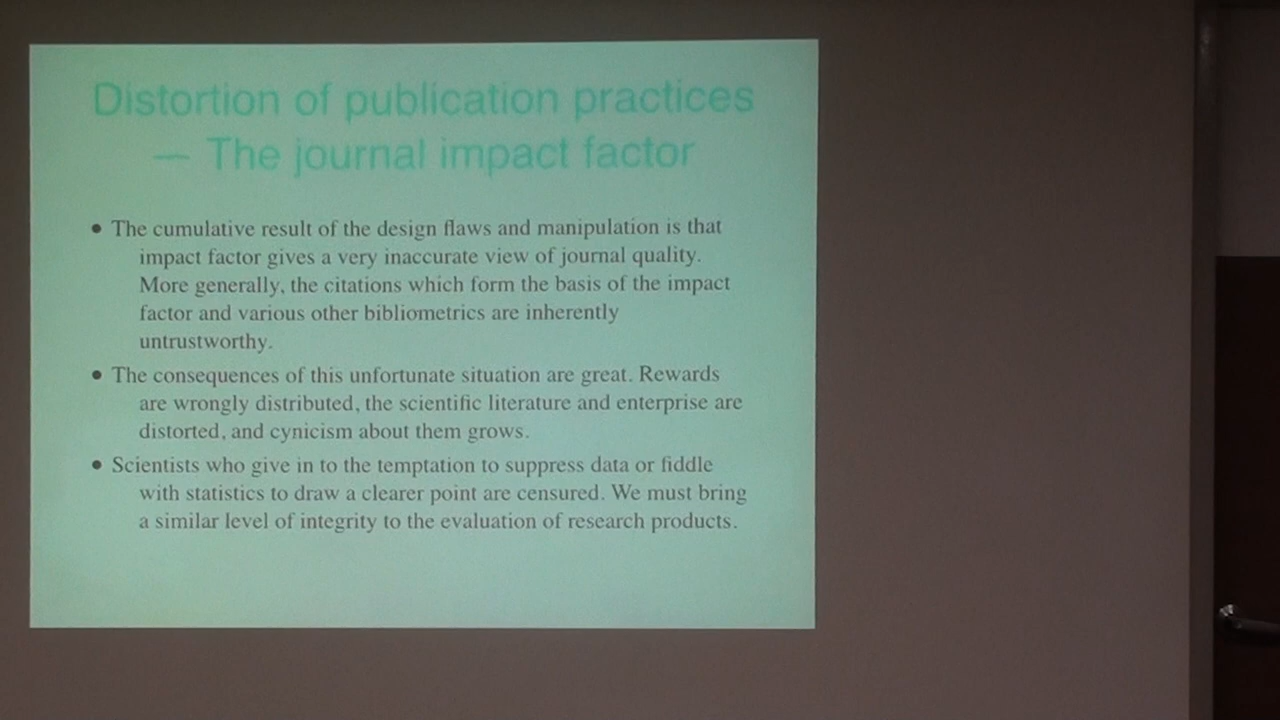 Distortion of publication practices
— The journal impact factor
• The cumulative result of the design flaws and manipulation is that
impact factor gives a very inaccurate view of journal quality.
More generally, the citations which form the basis of the impact
factor and various other bibliometrics are inherently
untrustworthy.
• The consequences of this unfortunate situation are great. Rewards
are wrongly distributed, the scientific literature and enterprise are
distorted, and cynicism about them grows.
• Scientists who give in to the temptation to suppress data or fiddle
with statistics to draw a clearer point are censured. We must bring
a similar level of integrity to the evaluation of research products.